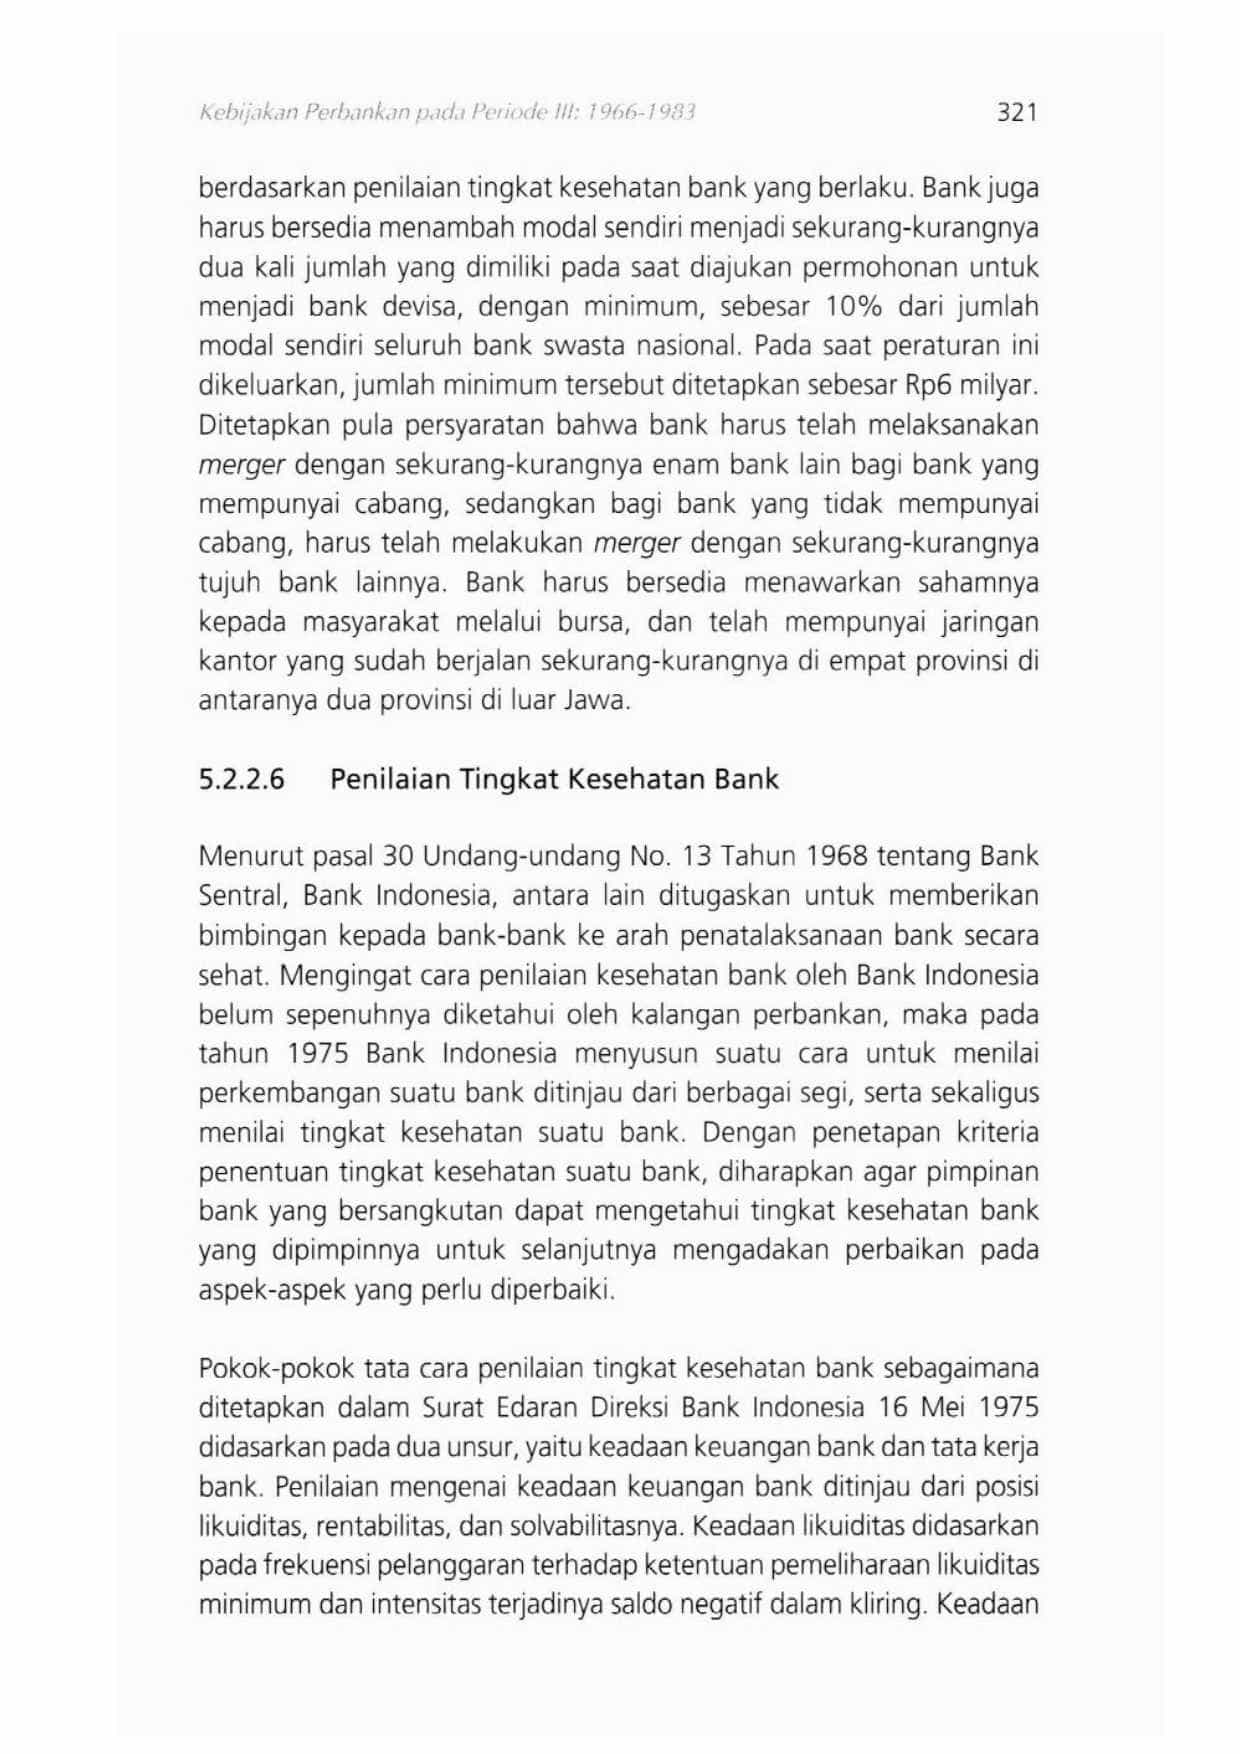 Kebijakan Perbankan pada Periode III: 1966-1983 321
berdasarkan penilaian tingkat kesehatan bank yang berlaku. Bank juga
harus bersedia menambah modal sendiri menjadi sekurang-kurangnya
dua kali jumlah yang dimiliki pada saat diajukan permohonan untuk
menjadi bank devisa, dengan minimum, sebesar 10% dari jumlah
modal sendiri seluruh bank swasta nasional. Pada saat peraturan ini
dikeluarkan, jumlah minimum tersebut ditetapkan sebesar Rp6 milyar.
Ditetapkan pula persyaratan bahwa bank harus telah melaksanakan
merger dengan sekurang-kurangnya enam bank lain bagi bank yang
mempunyai cabang, sedangkan bagi bank yang tidak mempunyai
cabang, harus telah melakukan merger dengan sekurang-kurangnya
tujuh bank lainnya. Bank harus bersedia menawarkan sahamnya
kepada masyarakat melalui bursa, dan telah mempunyai jaringan
kantor yang sudah berjalan sekurang-kurangnya di empat provinsi di
antaranya dua provinsi di luar Jawa.
5.2.2.6 Penilaian Tingkat Kesehatan Bank
Menurut pasal 30 Undang-undang No. 13 Tahun 1968 tentang Bank
Sentral, Bank Indonesia, antara lain ditugaskan untuk memberikan
bimbingan kepada bank-bank ke arah penatalaksanaan bank secara
sehat. Mengingat cara penilaian kesehatan bank oleh Bank Indonesia
belum sepenuhnya diketahui oleh kalangan perbankan, maka pada
tahun 1975 Bank Indonesia menyusun suatu cara untuk menilai
perkembangan suatu bank ditinjau dari berbagai segi, serta sekaligus
menilai tingkat kesehatan suatu bank. Dengan penetapan kriteria
penentuan tingkat kesehatan suatu bank, diharapkan agar pimpinan
bank yang bersangkutan dapat mengetahui tingkat kesehatan bank
yang dipimpinnya untuk selanjutnya mengadakan perbaikan pada
aspek-aspek yang perlu diperbaiki.
Pokok-pokok tata cara penilaian tingkat kesehatan bank sebagaimana
ditetapkan dalam Surat Edaran Direksi Bank Indonesia 16 Mei 1975
didasarkan pada dua unsur, yaitu keadaan keuangan bank dan tata kerja
bank. Penilaian mengenai keadaan keuangan bank ditinjau dari posisi
likuiditas, rentabilitas, dan solvabilitasnya. Keadaan likuiditas didasarkan
pada frekuensi pelanggaran terhadap ketentuan pemeliharaan likuiditas
minimum dan intensitas terjadinya saldo negatif dalam kliring. Keadaan